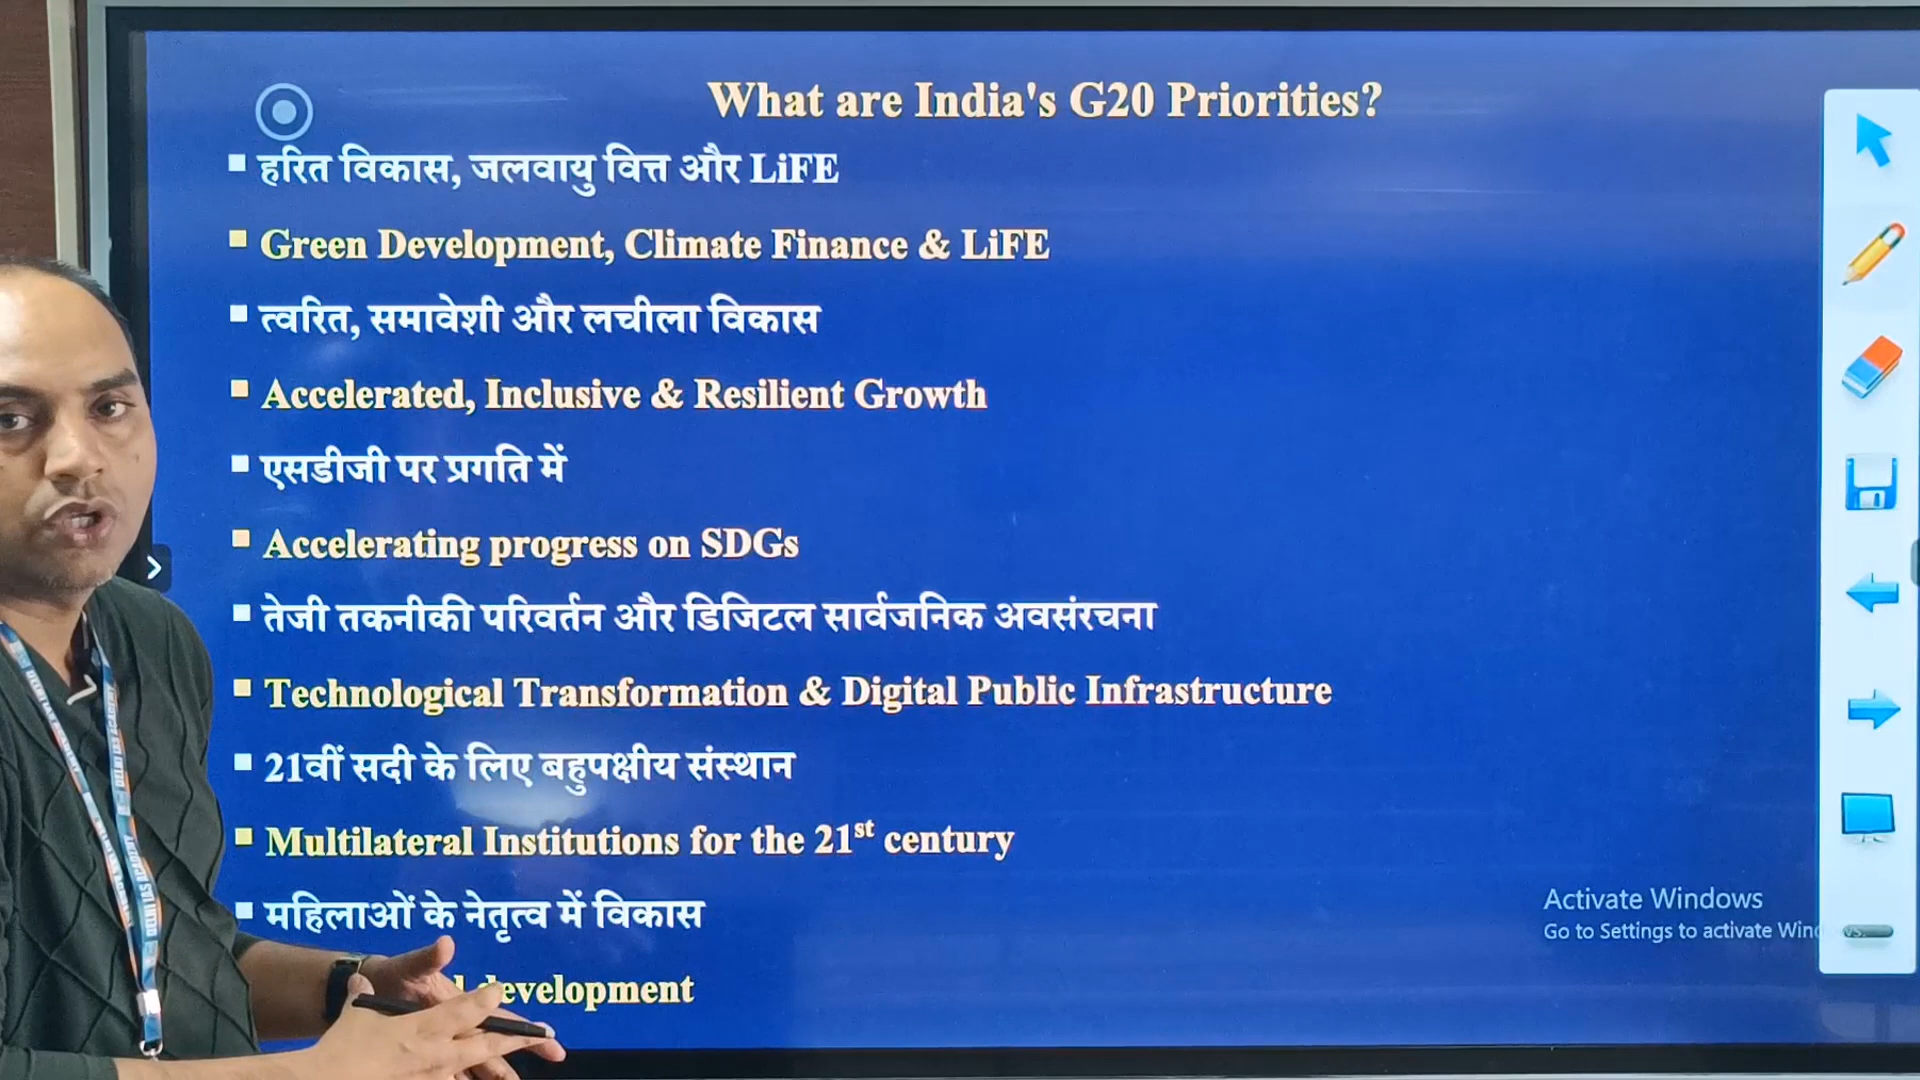 What are India's G20 Priorities?
हरित विकास, जलवायु वित्त और LiFE
Green Development, Climate Finance & LiFE
त्वरित, समावेशी और लचीला विकास
Accelerated, Inclusive & Resilient Growth
एसडीजी पर प्रगति में
Accelerating progress on SDGs
तेजी तकनीकी परिवर्तन और डिजिटल सार्वजनिक अवसंरचना
Technological Transformation & Digital Public Infrastructure
21वीं सदी के लिए बहुपक्षीय संस्थान
Multilateral Institutions for the 21st century
महिलाओं के नेतृत्व में विकास
development
Activate Windows
Go to Settings to activate
DELHI IAS ACADEMY